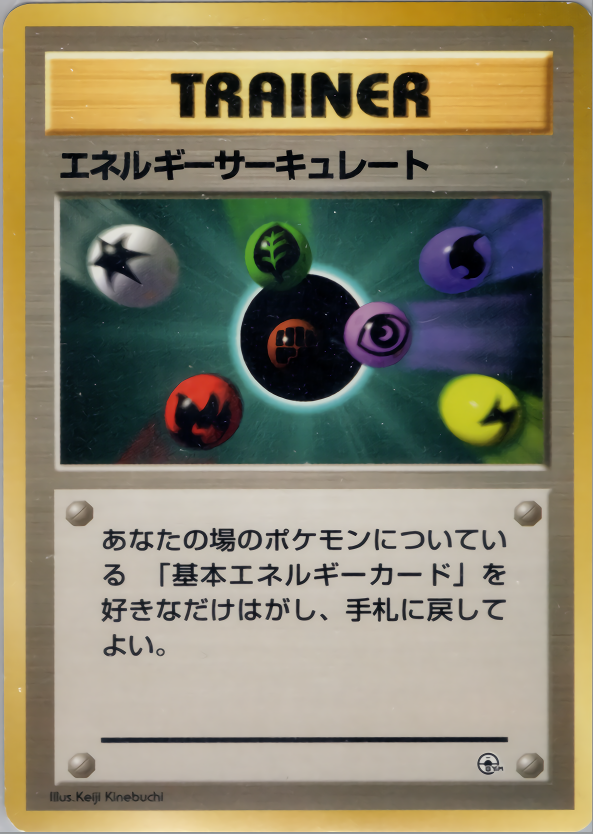 TRAINER
エネルギーサーキュレート
あなたの場のポケモンについてい
る 「基本エネルギーカード」を
好きなだけはがし、手札に戻して
よい。
GYM
Illus.Keiji Kinebuchi